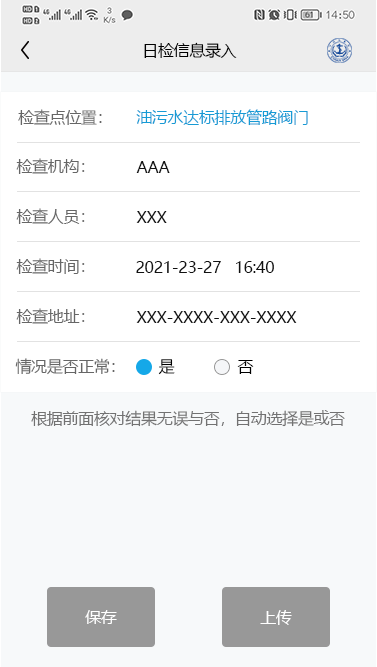 3 K/s 61 14:50
日检信息录入
检查点位置: 油污水达标排放管路阀门
检查机构: AAA
检查人员: XXX
检查时间: 2021-23-27 16:40
检查地址: XXX-XXXX-XXX-XXXX
情况是否正常: 是 否
根据前面核对结果无误与否，自动选择是或否
保存 上传